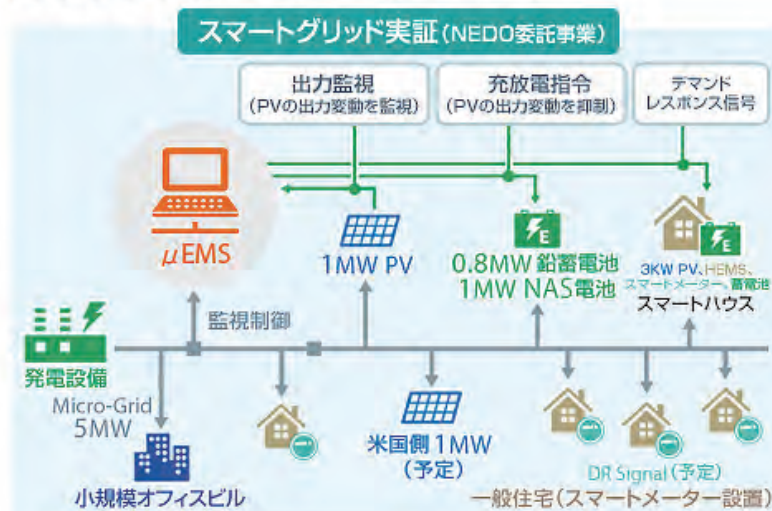 スマートグリッド実証(NEDO委託事業)
出力監視
(PVの出力変動を監視)
充放電指令
(PVの出力変動を抑制)
デマンド
レスポンス信号
μEMS
1MW PV
E
0.8MW 鉛蓄電池
1MW NAS電池
E
3KW PV、HEMS、
スマートメーター、蓄電池
スマートハウス
監視制御
発電設備
Micro-Grid
5MW
小規模オフィスビル
米国側 1MW
(予定)
DR Signal(予定)
一般住宅(スマートメーター設置)